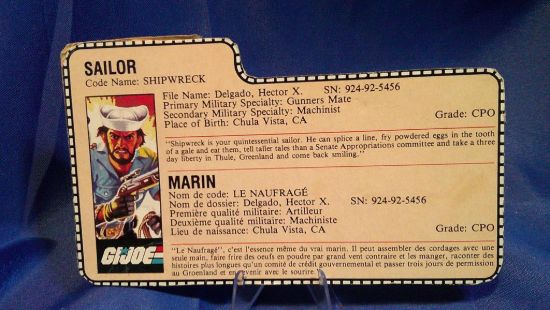 SAILOR
Code Name: SHIPWRECK
File Name: Delgado, Hector X. SN: 924-92-5456
Primary Military Specialty: Gunners Mate
Secondary Military Specialty: Machinist
Place of Birth: Chula Vista, CA Grade: CPO
"Shipwreck is your quintessential sailor. He can splice a line, fry powdered eggs in the tooth
of a gale and eat them, tell taller tales than a Senate Appropriations committee and take a three
day liberty in Thule, Greenland and come back smiling."
MARIN
Nom de code: LE NAUFRAGÉ
Nom de dossier: Delgado, Hector X. SN: 924-92-5456
Première qualité militaire: Artilleur
Deuxième qualité militaire: Machiniste
Lieu de naissance: Chula Vista, CA Grade: CPO
"Le Naufragé", c'est l'essence même du vrai marin. Il peut assembler des cordages avec une
seule main, faire frire des oeufs en poudre par grand vent contraire et les manger, raconter des
histoires plus longues qu'un comité de crédit gouvernemental et passer trois jours de permission
au Groenland et en revenir avec le sourire.
GI JOE